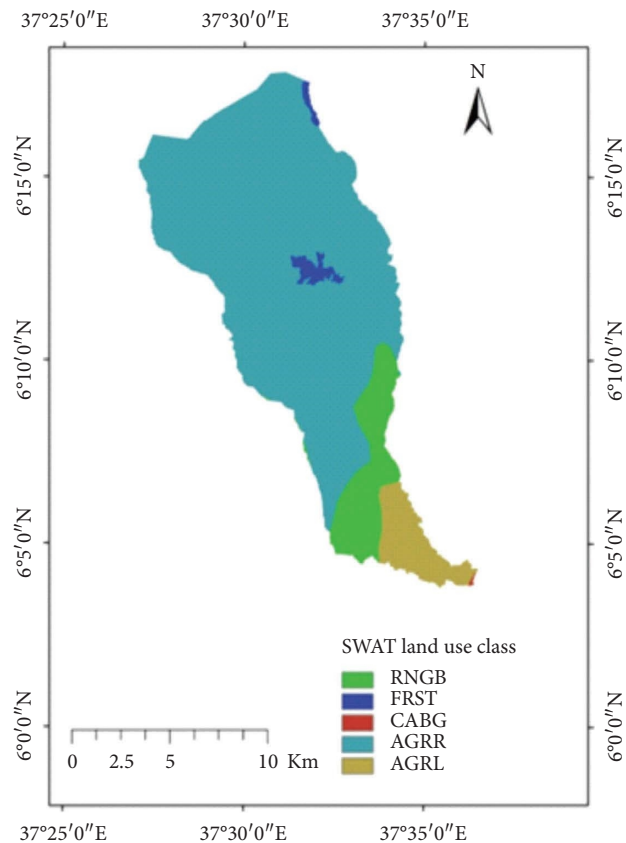 37°25′0″E 37°30′0″E 37°35′0″E
N
6°15′0″N 6°15′0″N
6°10′0″N 6°10′0″N
6°5′0″N 6°5′0″N
SWAT land use class
RNGB
FRST
CABG
AGRR
AGRL
6°0′0″N 6°0′0″N
0 2.5 5 10 Km
37°25′0″E 37°30′0″E 37°35′0″E